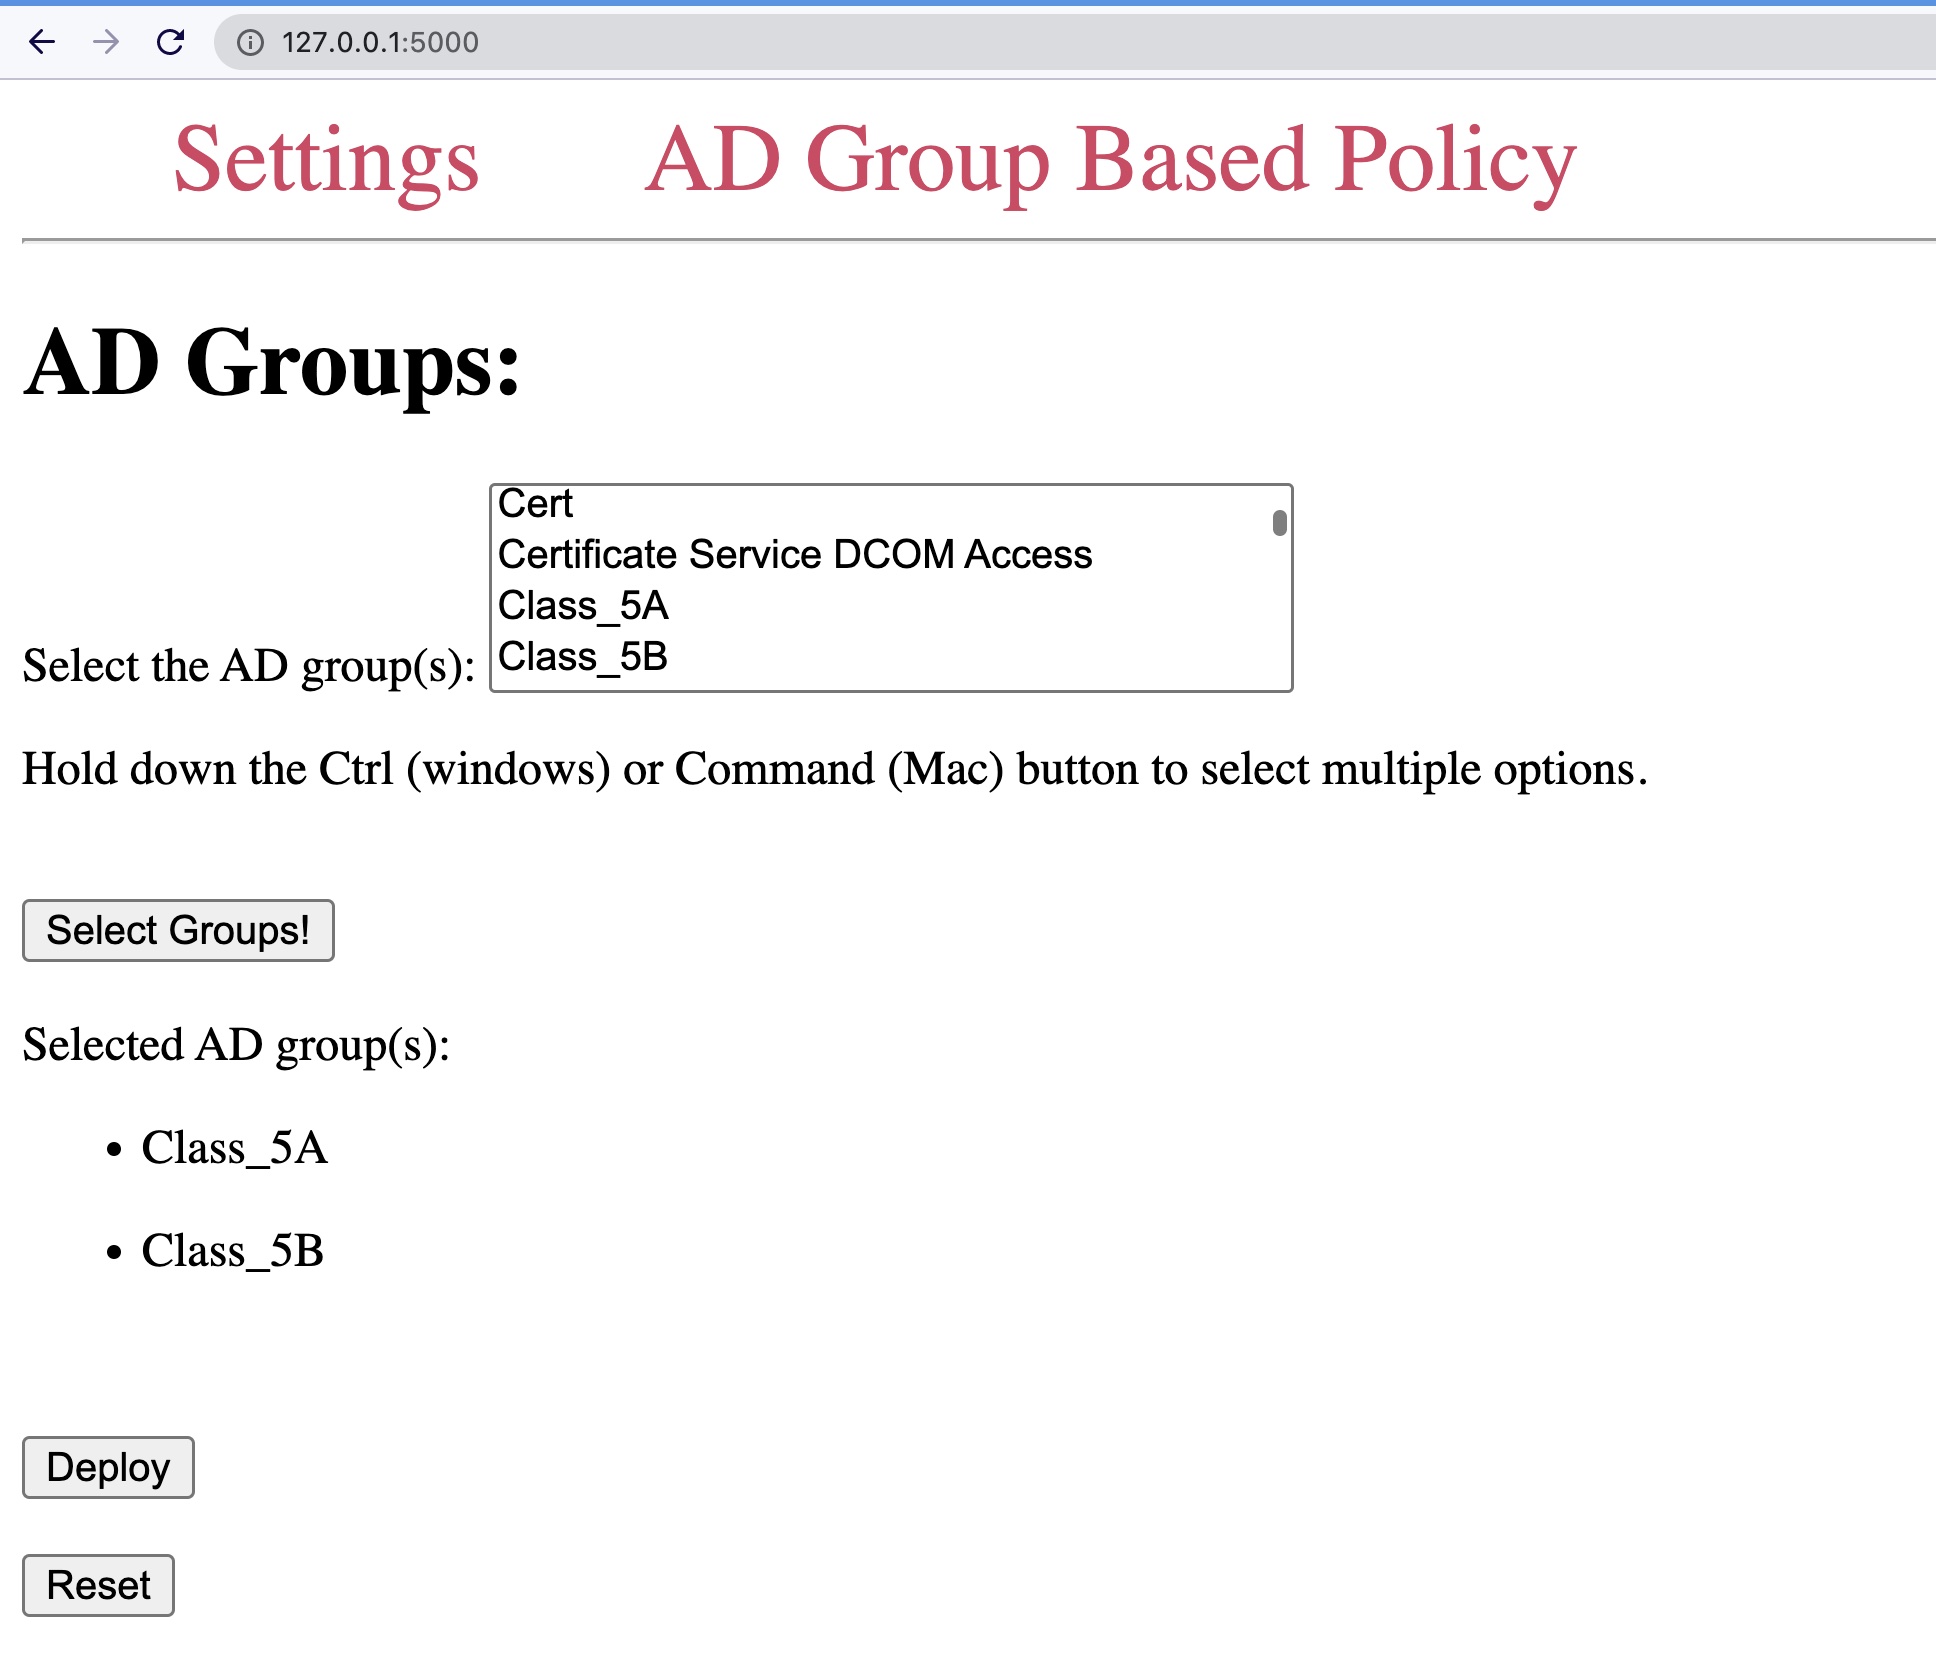 127.0.0.1:5000
Settings AD Group Based Policy
AD Groups:
Cert
Certificate Service DCOM Access
Class_5A
Class_5B
Select the AD group(s):
Hold down the Ctrl (windows) or Command (Mac) button to select multiple options.
Select Groups!
Selected AD group(s):
• Class_5A
• Class_5B
Deploy
Reset